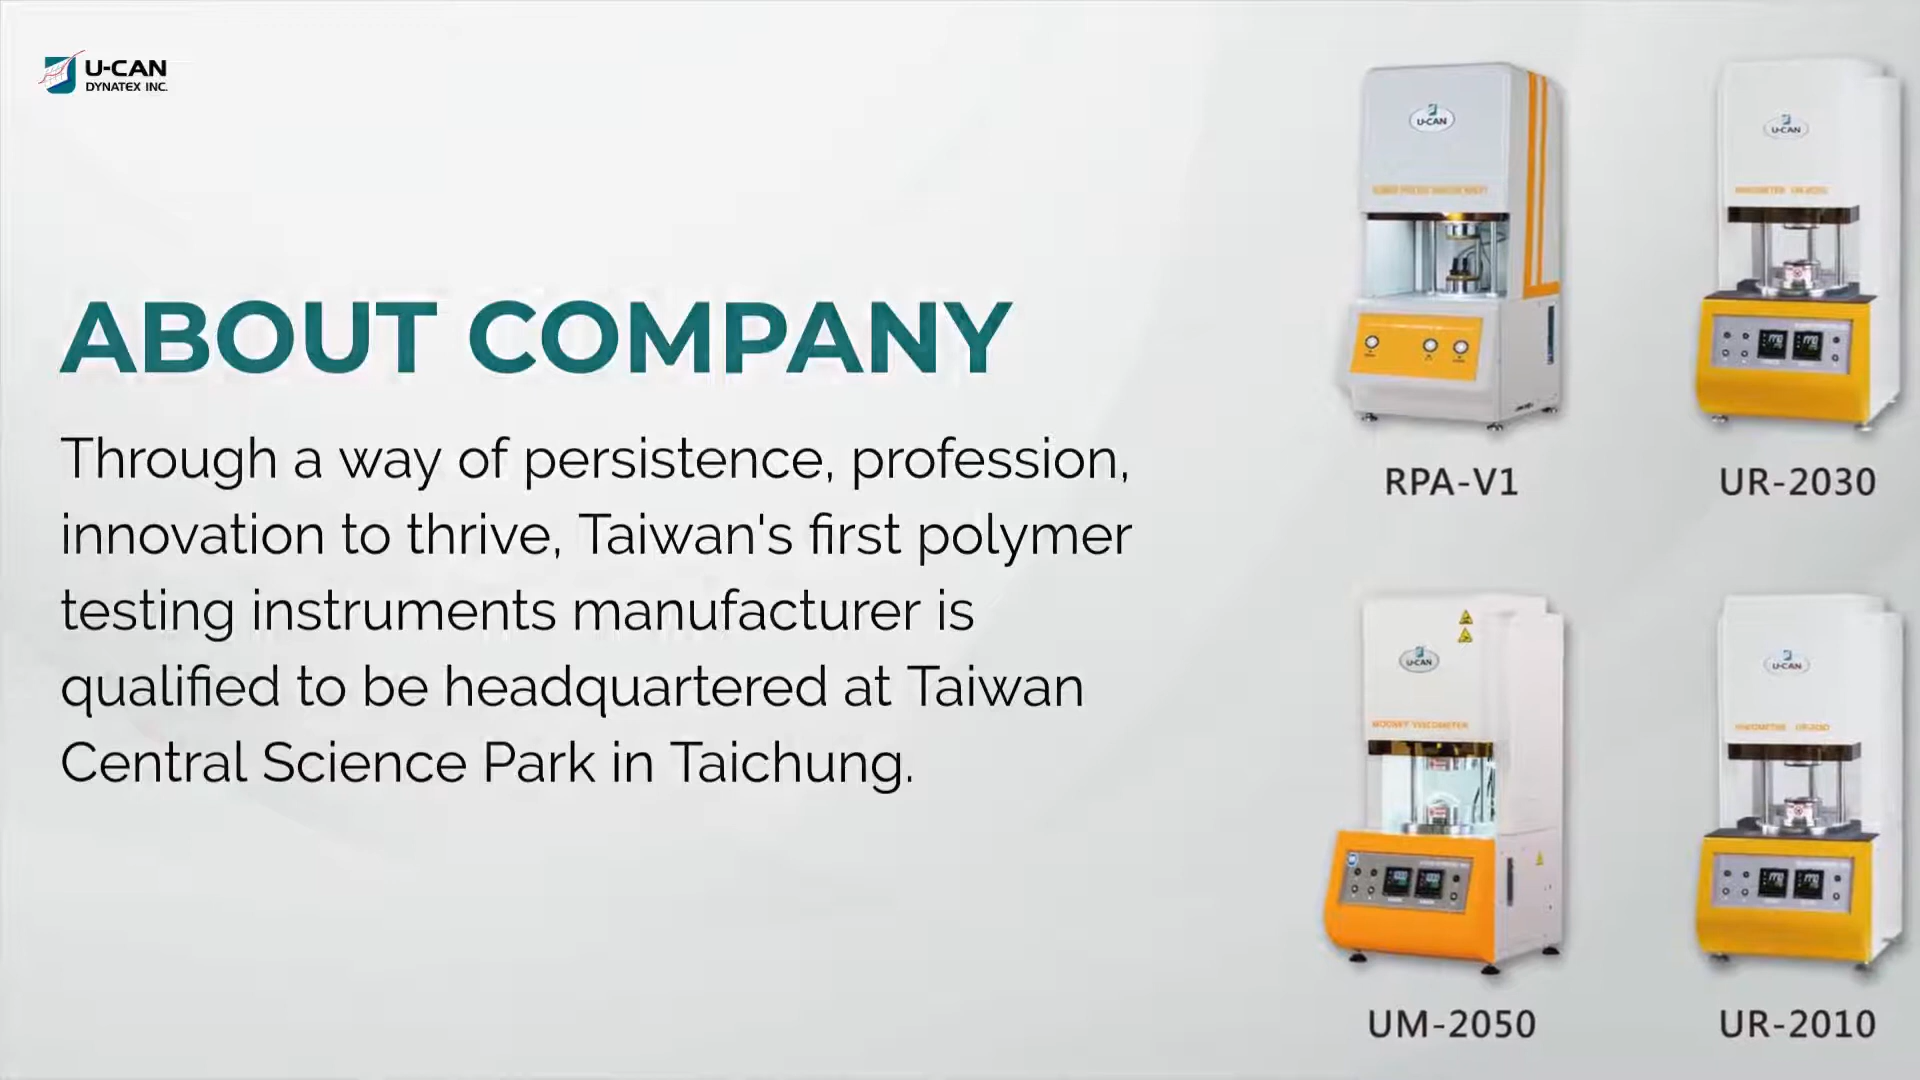 U-CAN
DYNATEX INC.
ABOUT COMPANY
Through a way of persistence, profession,
innovation to thrive, Taiwan's first polymer
testing instruments manufacturer is
qualified to be headquartered at Taiwan
Central Science Park in Taichung.
U-CAN
RPA-V1
U-CAN
UR-2030
U-CAN
MOONEY VISCOMETER
UM-2050
U-CAN
UR-2010